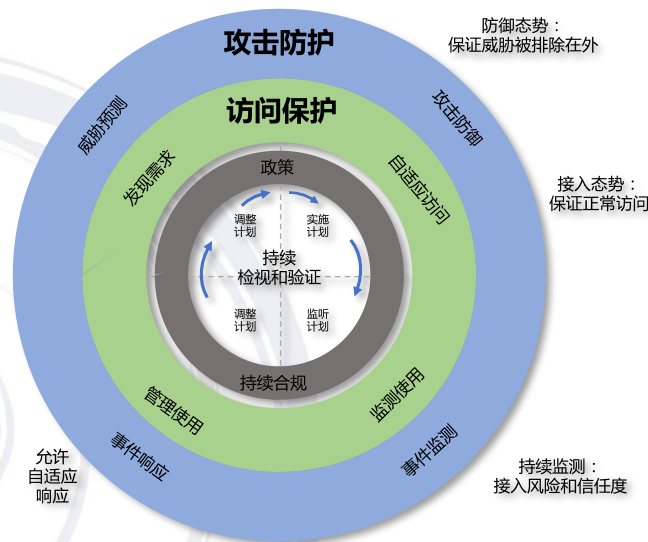 攻击防护
防御态势：
保证威胁被排除在外
威胁预测
访问保护
攻击防御
发现需求
政策
自适应访问
接入态势：
保证正常访问
调整
计划
实施
计划
持续
检视和验证
调整
计划
监听
计划
持续合规
管理使用
监测使用
事件响应
事件监测
允许
自适应
响应
持续监测：
接入风险和信任度